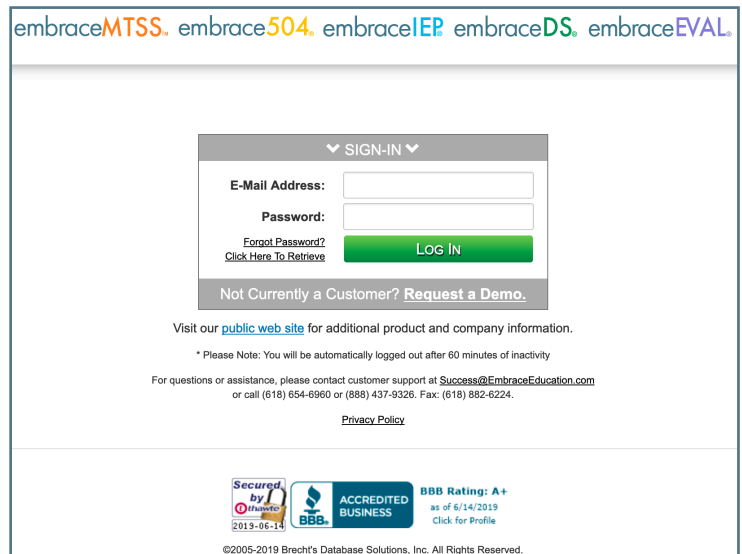 embraceMTSS℠ embrace504® embraceIEP® embraceDS® embraceEVAL®
SIGN-IN
E-Mail Address:
Password:
Forgot Password?
Click Here To Retrieve
LOG IN
Not Currently a Customer? Request a Demo.
Visit our public web site for additional product and company information.
* Please Note: You will be automatically logged out after 60 minutes of inactivity
For questions or assistance, please contact customer support at Success@EmbraceEducation.com
or call (618) 654-6960 or (888) 437-9326. Fax: (618) 882-6224.
Privacy Policy
Secured
by
thawte
2019-06-14
BBB.
ACCREDITED
BUSINESS
BBB Rating: A+
as of 6/14/2019
Click for Profile
©2005-2019 Brecht's Database Solutions, Inc. All Rights Reserved.